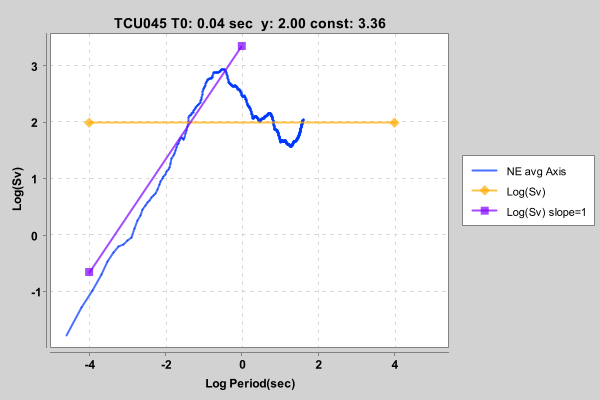 TCU045 T0: 0.04 sec  y: 2.00 const: 3.36
3
2
1
0
-1
Log(Sv)
-4
-2
0
2
4
Log Period(sec)
NE avg Axis
Log(Sv)
Log(Sv) slope=1